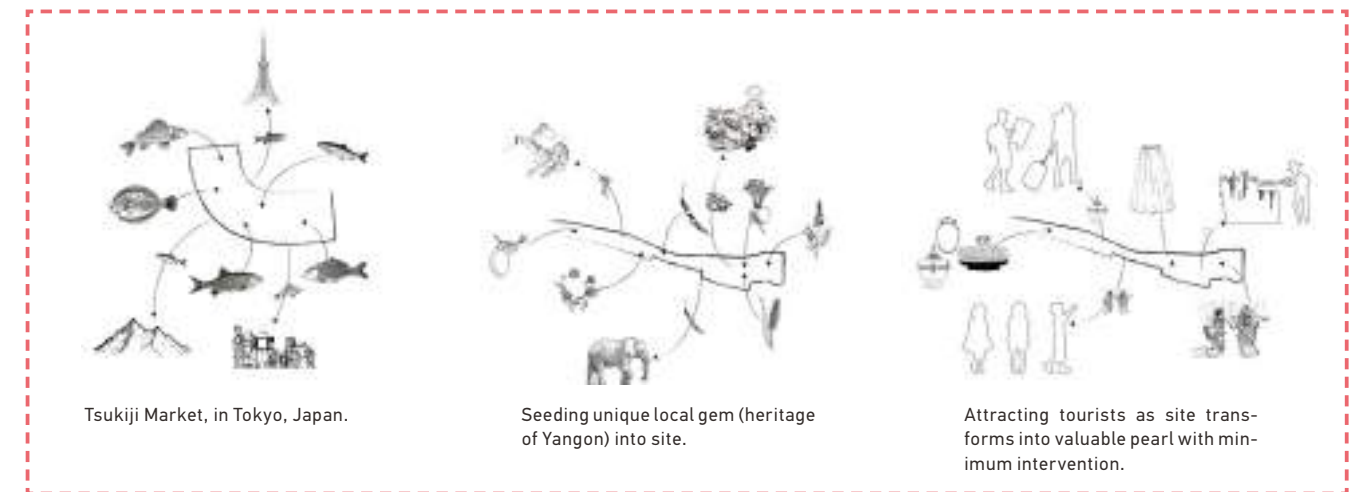 Tsukiji Market, in Tokyo, Japan.
Seeding unique local gem (heritage
of Yangon) into site.
Attracting tourists as site trans-
forms into valuable pearl with min-
imum intervention.